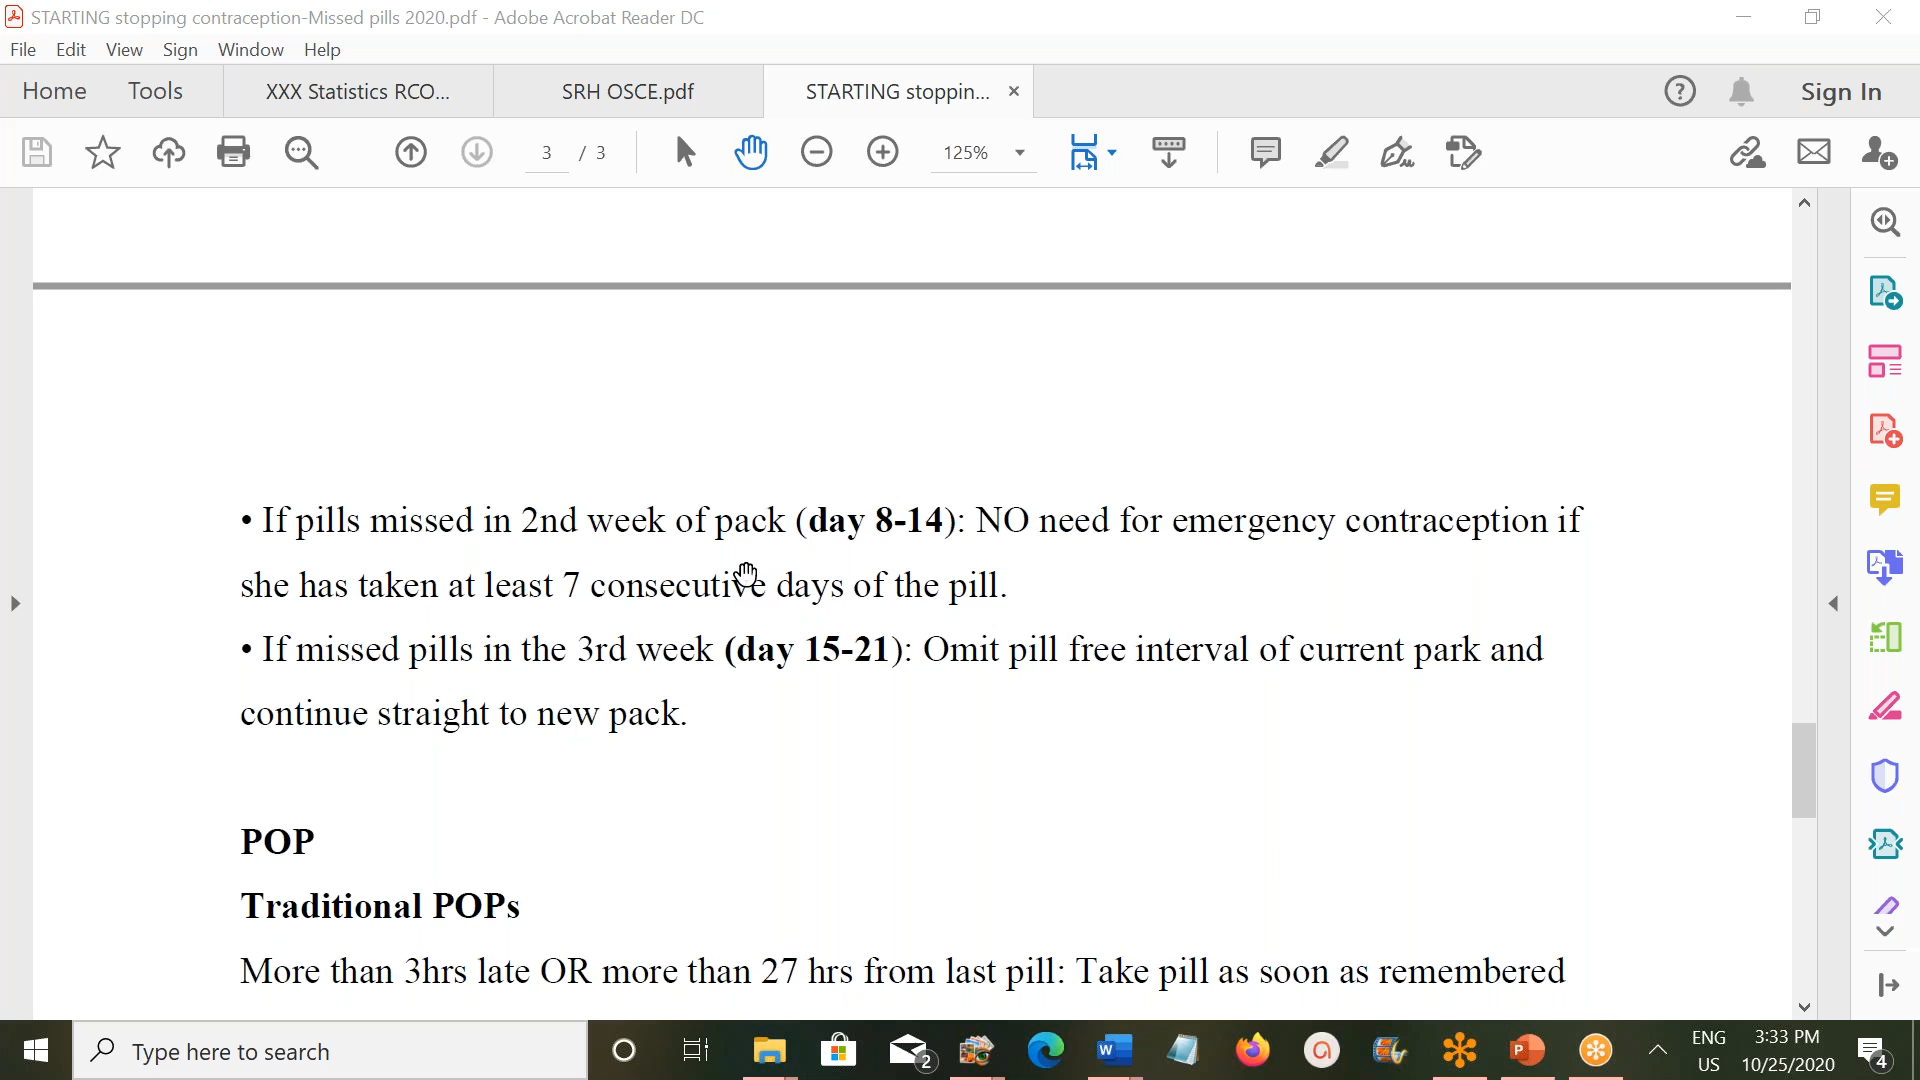 STARTING stopping contraception-Missed pills 2020.pdf - Adobe Acrobat Reader DC
File Edit View Sign Window Help
Home Tools XXX Statistics RCO... SRH OSCE.pdf STARTING stoppin... × Sign In
3 / 3 125%
• If pills missed in 2nd week of pack (day 8-14): NO need for emergency contraception if
she has taken at least 7 consecutive days of the pill.
• If missed pills in the 3rd week (day 15-21): Omit pill free interval of current park and
continue straight to new pack.
POP
Traditional POPs
More than 3hrs late OR more than 27 hrs from last pill: Take pill as soon as remembered
Type here to search
2
ENG
US
3:33 PM
10/25/2020
4